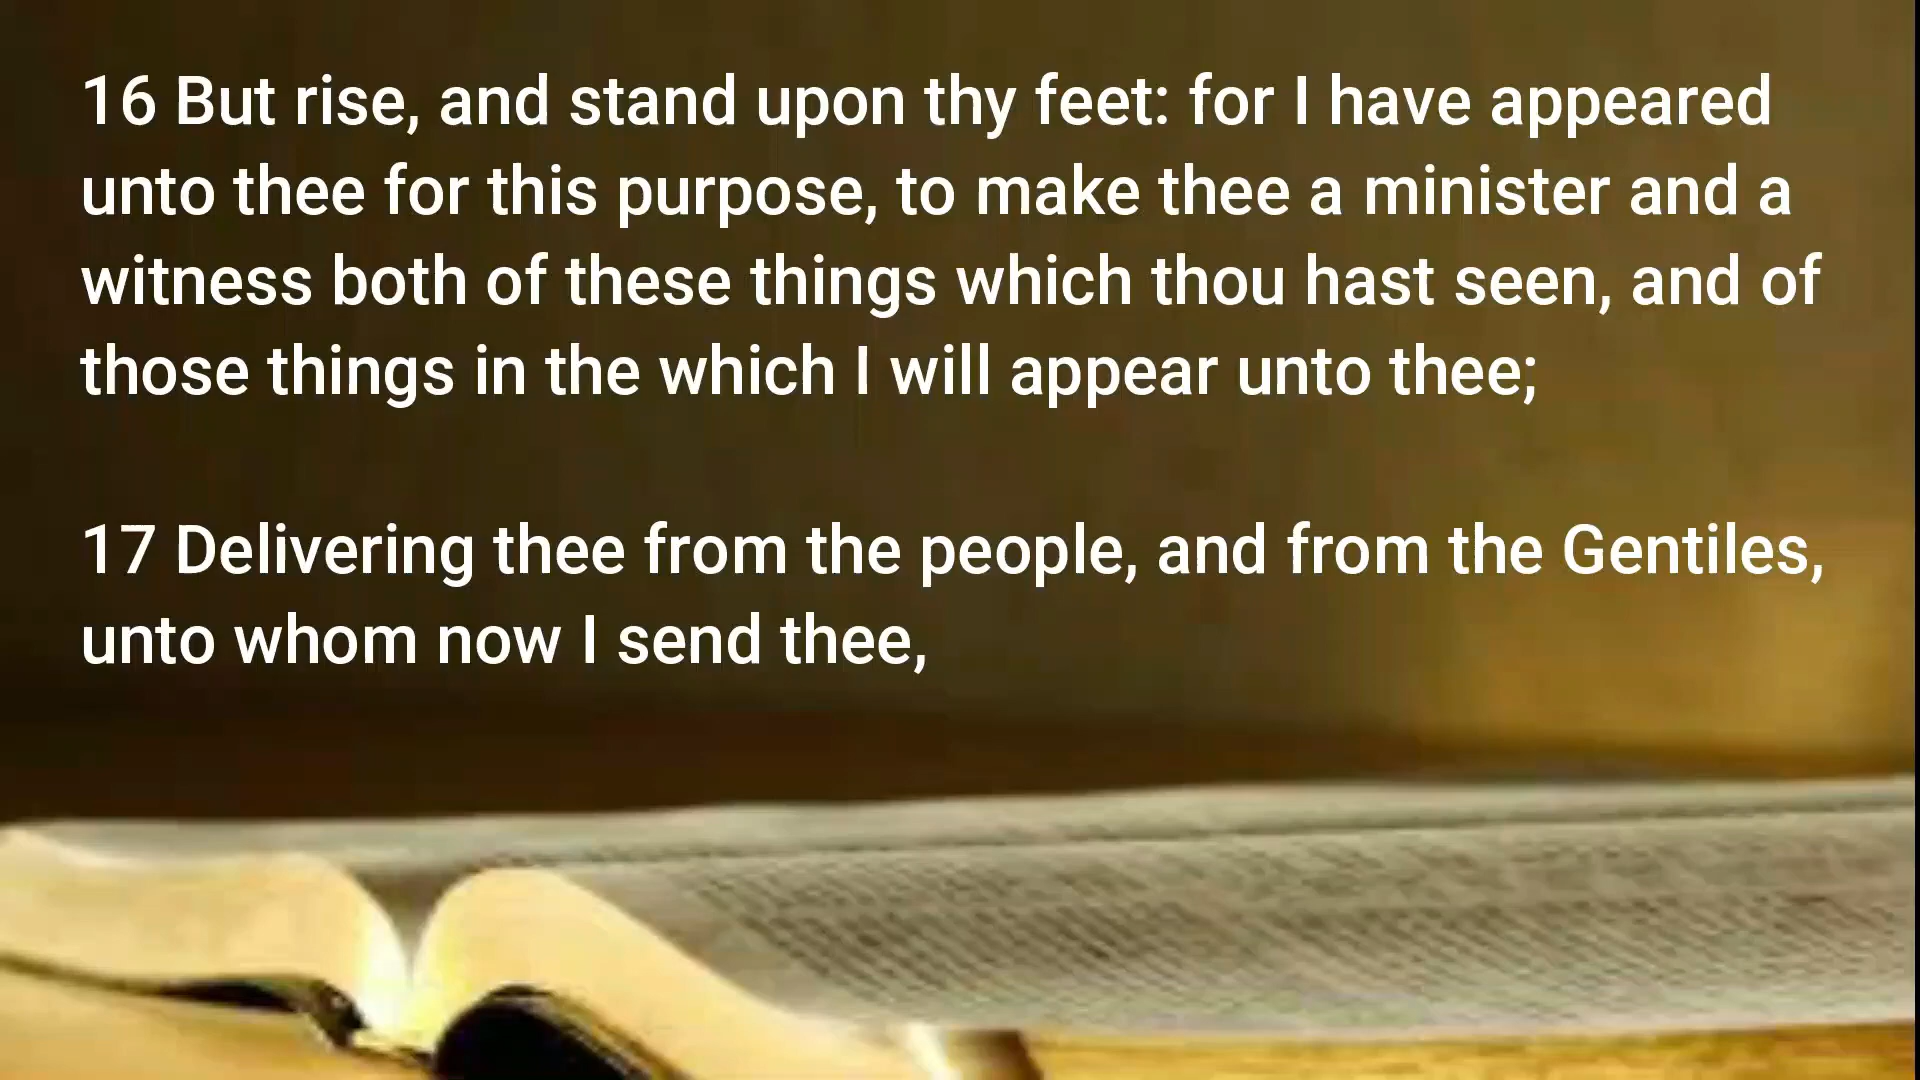 16 But rise, and stand upon thy feet: for I have appeared
unto thee for this purpose, to make thee a minister and a
witness both of these things which thou hast seen, and of
those things in the which I will appear unto thee;
17 Delivering thee from the people, and from the Gentiles,
unto whom now I send thee,